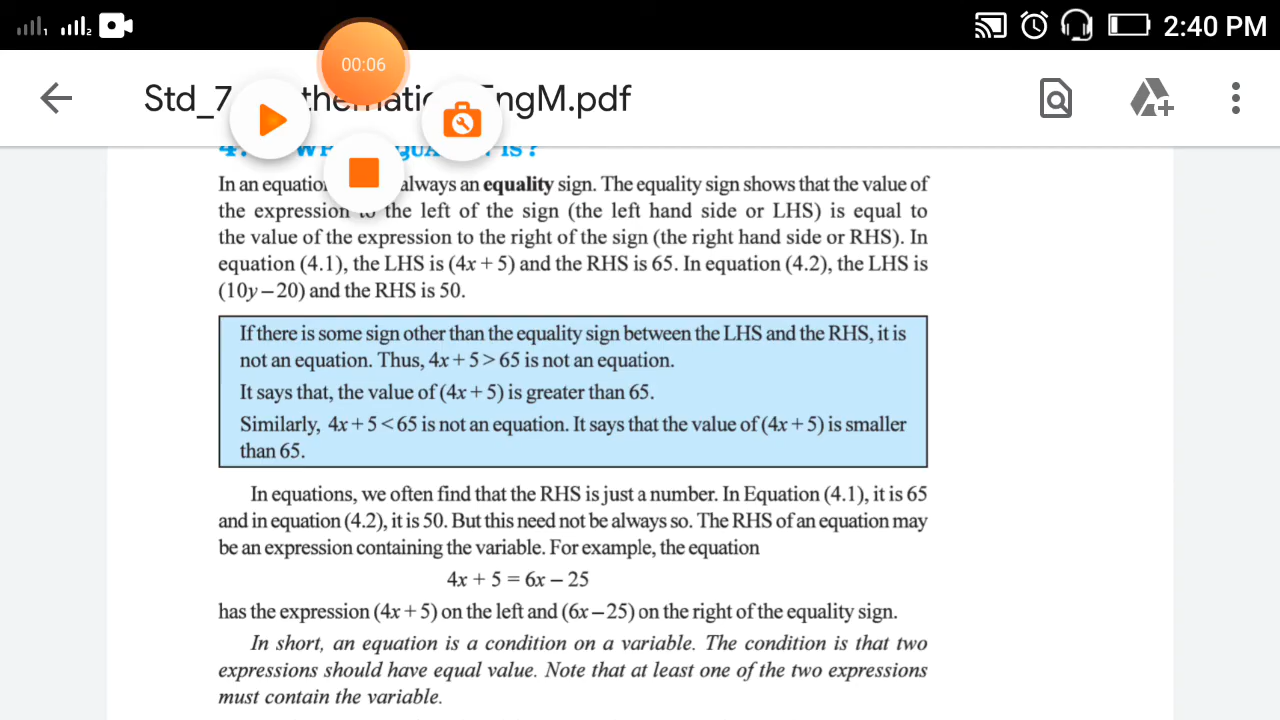 2:40 PM
00:06
Std_7 thematic ngM.pdf
4. W QUA IS?
In an equation always an equality sign. The equality sign shows that the value of
the expression to the left of the sign (the left hand side or LHS) is equal to
the value of the expression to the right of the sign (the right hand side or RHS). In
equation (4.1), the LHS is (4x + 5) and the RHS is 65. In equation (4.2), the LHS is
(10y – 20) and the RHS is 50.
If there is some sign other than the equality sign between the LHS and the RHS, it is
not an equation. Thus, 4x + 5 > 65 is not an equation.
It says that, the value of (4x + 5) is greater than 65.
Similarly, 4x + 5 < 65 is not an equation. It says that the value of (4x + 5) is smaller
than 65.
In equations, we often find that the RHS is just a number. In Equation (4.1), it is 65
and in equation (4.2), it is 50. But this need not be always so. The RHS of an equation may
be an expression containing the variable. For example, the equation
4x + 5 = 6x – 25
has the expression (4x + 5) on the left and (6x – 25) on the right of the equality sign.
In short, an equation is a condition on a variable. The condition is that two
expressions should have equal value. Note that at least one of the two expressions
must contain the variable.